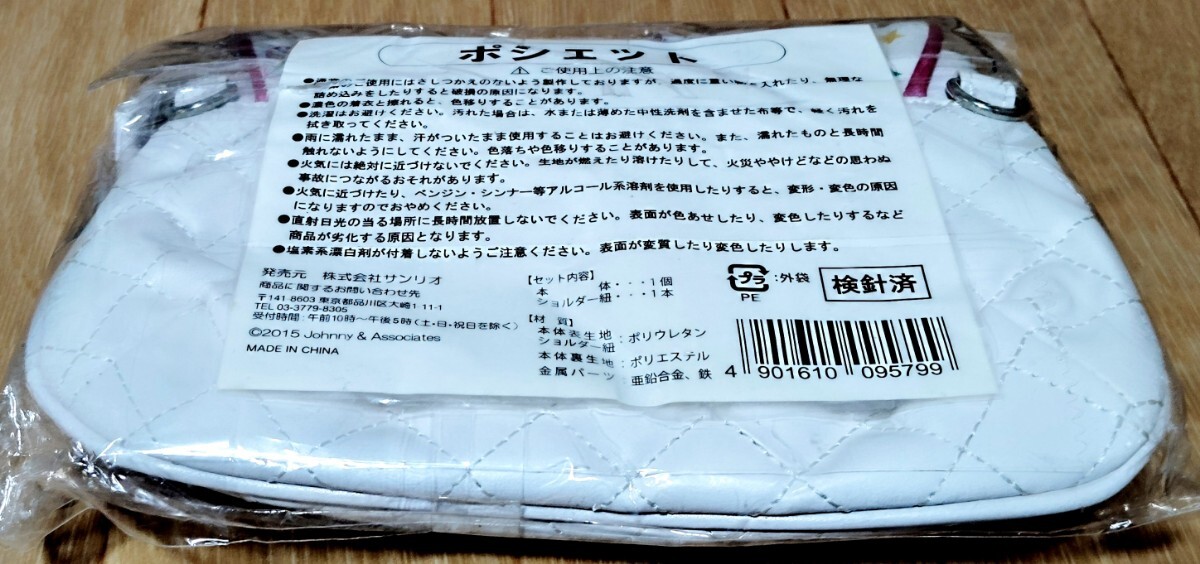 ポシェット
⚠ ご使用上の注意
のご使用にはさしつかえのないよう製作しておりますが、過度に重い
入れたり、無理な
詰め込みをしたりすると破損の原因になります。
●濃色の着衣と擦れると、色移りすることがあります。
●洗濯はお避けください。汚れた場合は、水または薄めた中性洗剤を含ませた布等で、軽く汚れを
拭き取ってください。
●雨に濡れたまま、汗がついたまま使用することはお避けください。また、濡れたものと長時間
触れないようにしてください。色落ちや色移りすることがあります。
●火気には絶対に近づけないでください。生地が燃えたり溶けたりして、火災ややけどなどの思わぬ
事故につながるおそれがあります。
●火気に近づけたり、ベンジン・シンナー等アルコール系溶剤を使用したりすると、変形・変色の原因
になりますのでおやめください。
●直射日光の当る場所に長時間放置しないでください。表面が色あせしたり、変色したりするなど
商品が劣化する原因となります。
●塩素系漂白剤が付着しないようご注意ください。表面が変質したり変色したりします。
発売元 株式会社サンリオ
商品に関するお問い合わせ先
〒141-8603 東京都品川区大崎1-11-1
TEL 03-3779-8305
受付時間:午前10時~午後5時(土・日・祝日を除く)
©2015 Johnny & Associates
MADE IN CHINA
【セット内容】
本 体・・・1個
ショルダー紐・・・1本
【材 質】
本体表生地
ショルダー紐:ポリウレタン
本体裏生地:ポリエステル
金属パーツ:亜鉛合金、鉄
プラ:外袋
PE
検針済
4 901610 095799